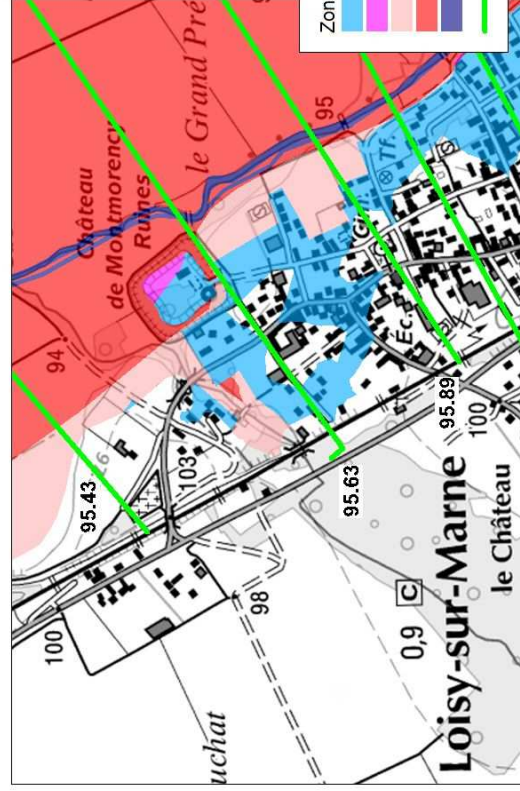 Zon
le Grand Pré
95
Château
de Montmorency
Ruines
94
Tf.
S
S
95.43
103
Éc.
95.89
100
95.63
100
98
C
0,9
Loisy-sur-Marne
le Château
uchat